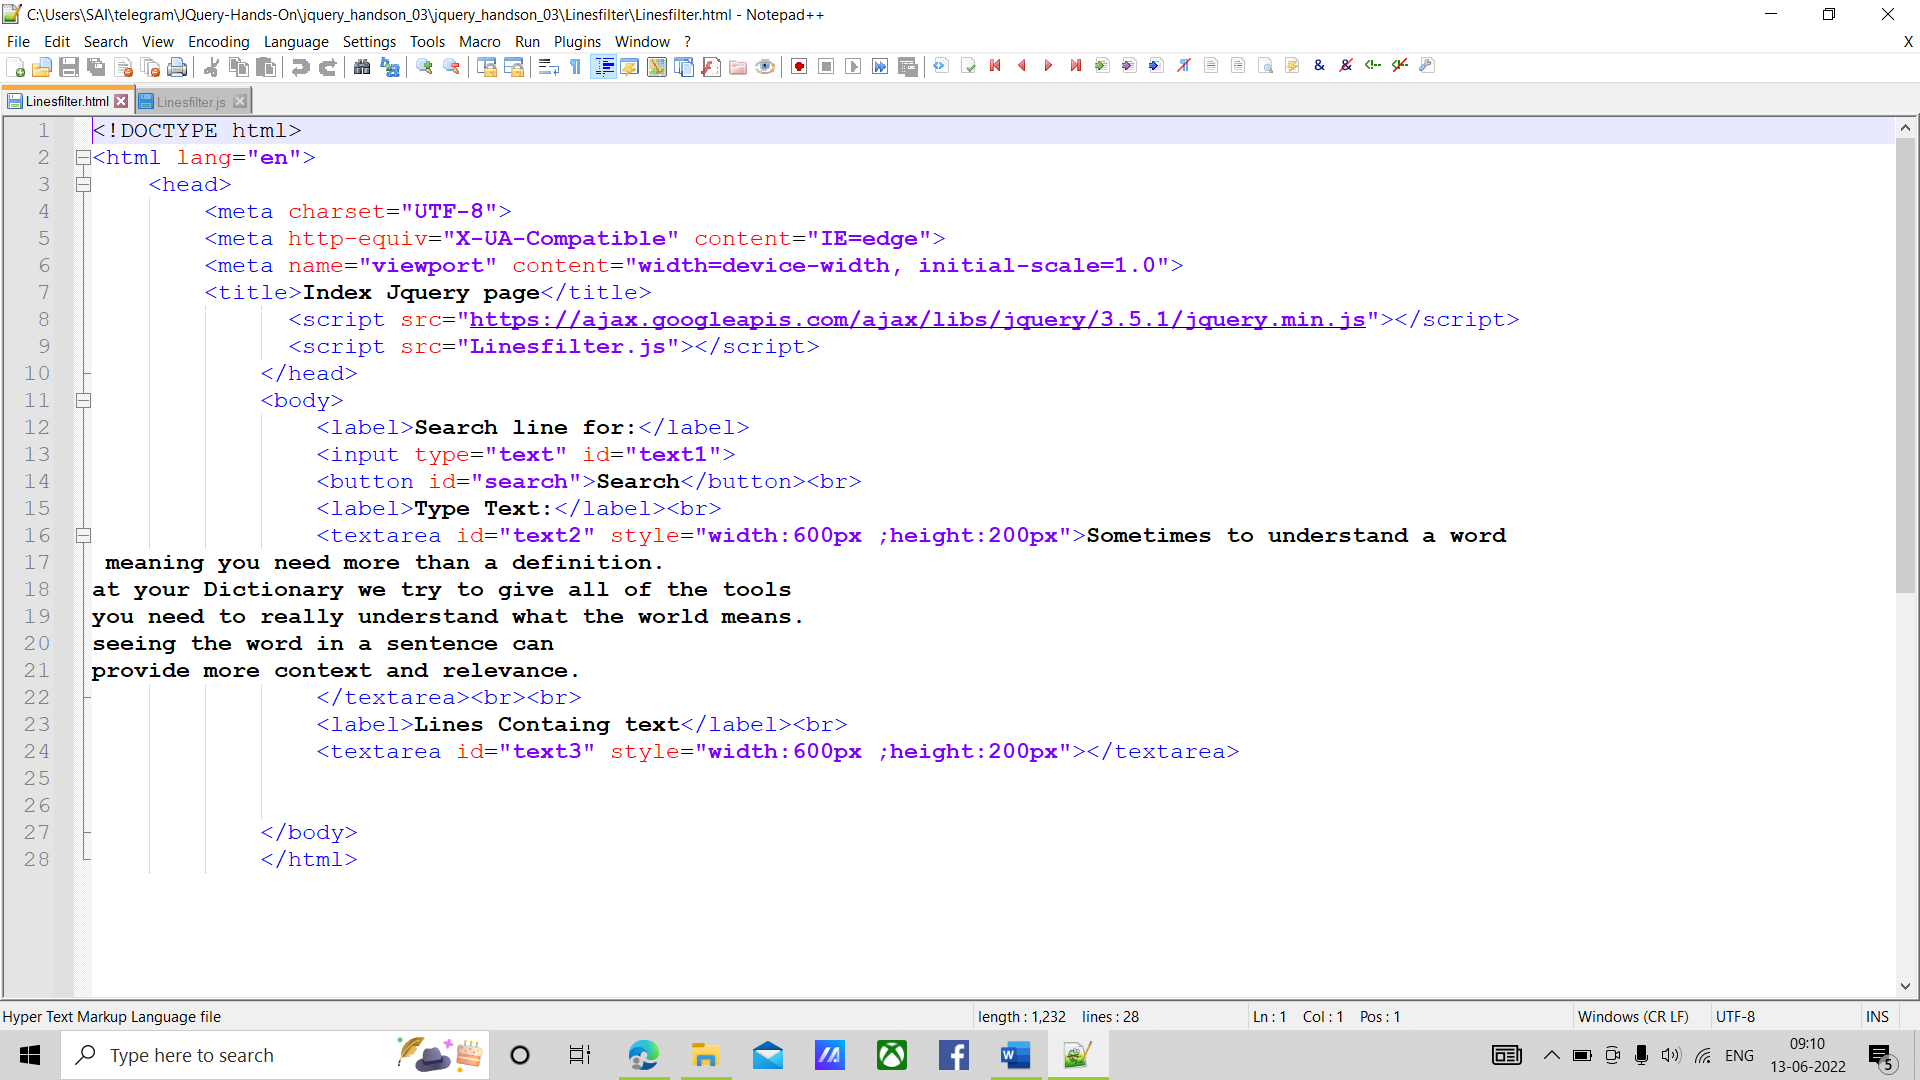 C:\Users\SAI\telegram\JQuery-Hands-On\jquery_handson_03\jquery_handson_03\Linesfilter\Linesfilter.html - Notepad++
File Edit Search View Encoding Language Settings Tools Macro Run Plugins Window ? X
Linesfilter.html Linesfilter.js
1 <!DOCTYPE html>
2 <html lang="en">
3 <head>
4 <meta charset="UTF-8">
5 <meta http-equiv="X-UA-Compatible" content="IE=edge">
6 <meta name="viewport" content="width=device-width, initial-scale=1.0">
7 <title>Index Jquery page</title>
8 <script src="https://ajax.googleapis.com/ajax/libs/jquery/3.5.1/jquery.min.js"></script>
9 <script src="Linesfilter.js"></script>
10 </head>
11 <body>
12 <label>Search line for:</label>
13 <input type="text" id="text1">
14 <button id="search">Search</button><br>
15 <label>Type Text:</label><br>
16 <textarea id="text2" style="width:600px ;height:200px">Sometimes to understand a word
17 meaning you need more than a definition.
18 at your Dictionary we try to give all of the tools
19 you need to really understand what the world means.
20 seeing the word in a sentence can
21 provide more context and relevance.
22 </textarea><br><br>
23 <label>Lines Containg text</label><br>
24 <textarea id="text3" style="width:600px ;height:200px"></textarea>
25
26
27 </body>
28 </html>
Hyper Text Markup Language file length : 1,232 lines : 28 Ln : 1 Col : 1 Pos : 1 Windows (CR LF) UTF-8 INS
Type here to search ENG 09:10
13-06-2022 5